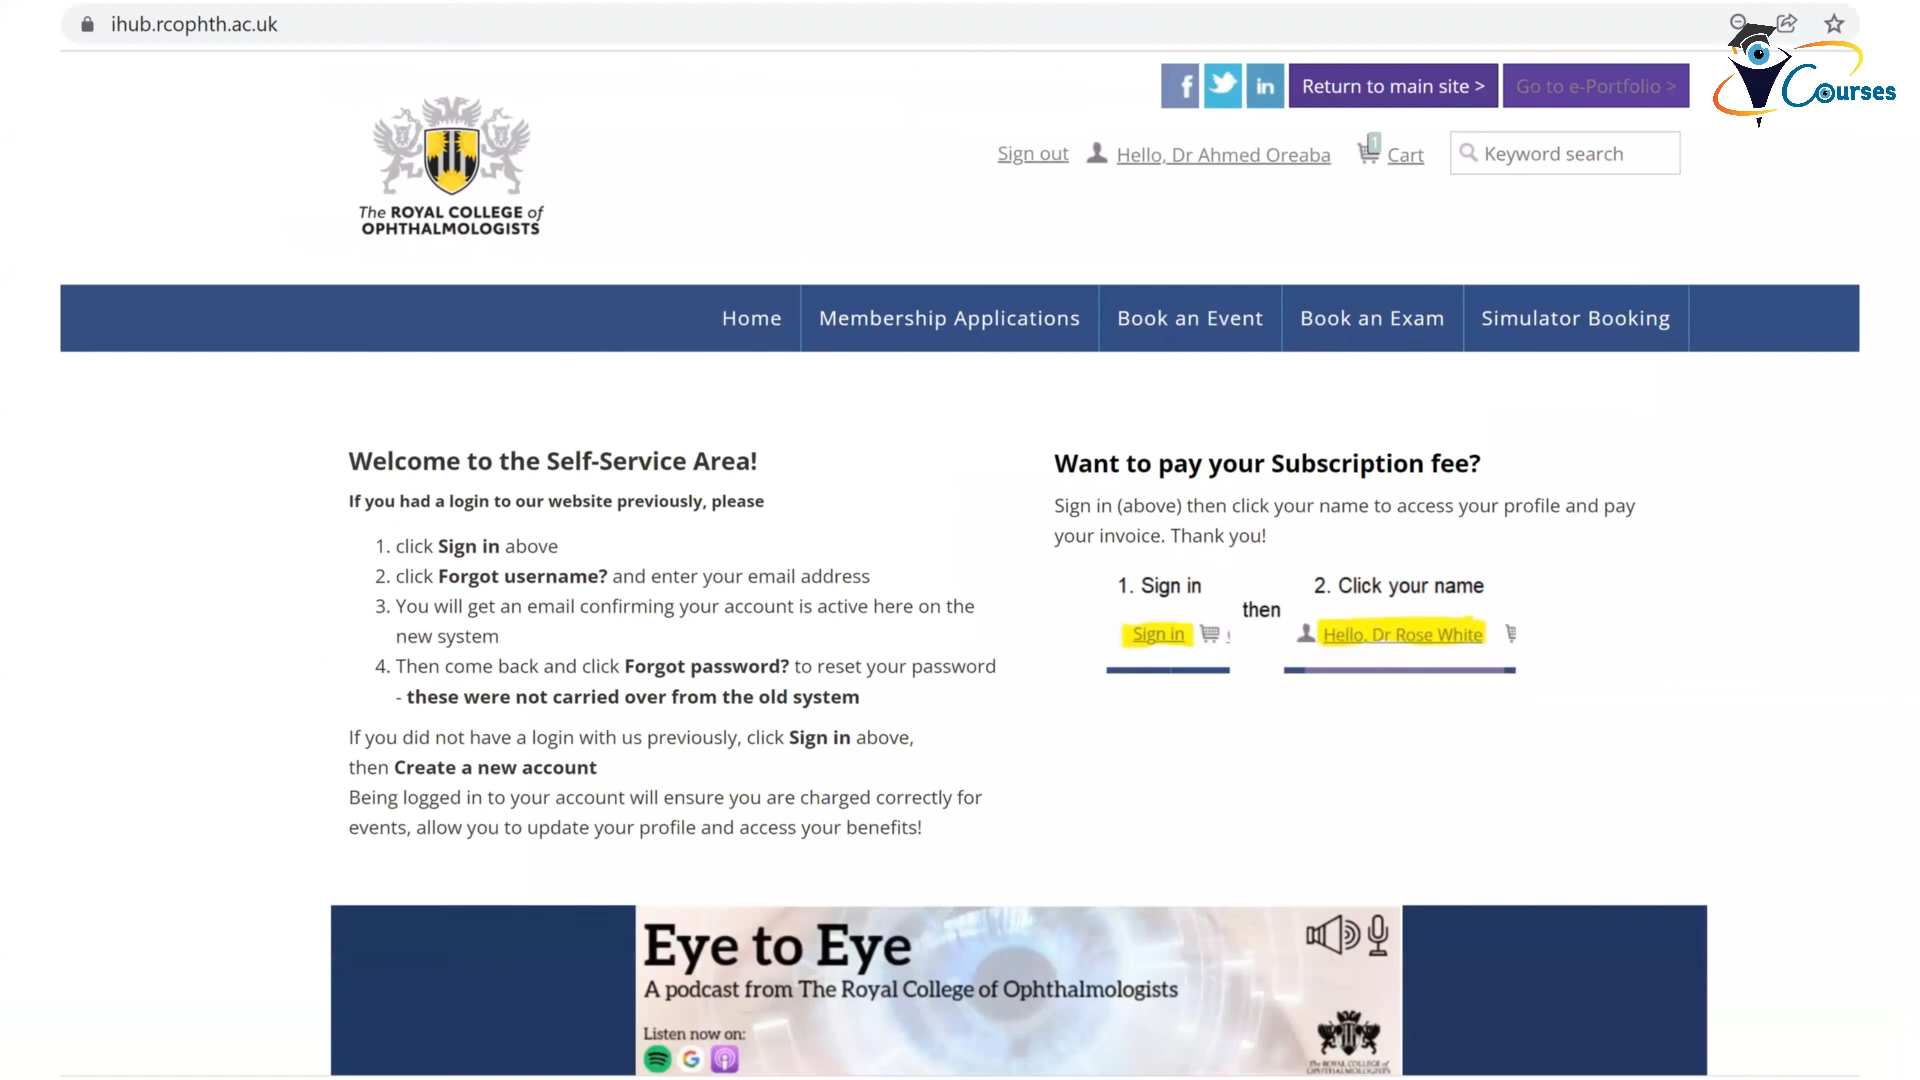 ihub.rcophth.ac.uk
Courses
f in Return to main site > Go to e-Portfolio >
Sign out Hello, Dr Ahmed Oreaba 1 Cart Keyword search
The ROYAL COLLEGE of
OPHTHALMOLOGISTS
Home Membership Applications Book an Event Book an Exam Simulator Booking
Welcome to the Self-Service Area!
If you had a login to our website previously, please
1. click Sign in above
2. click Forgot username? and enter your email address
3. You will get an email confirming your account is active here on the
new system
4. Then come back and click Forgot password? to reset your password
- these were not carried over from the old system
If you did not have a login with us previously, click Sign in above,
then Create a new account
Being logged in to your account will ensure you are charged correctly for
events, allow you to update your profile and access your benefits!
Want to pay your Subscription fee?
Sign in (above) then click your name to access your profile and pay
your invoice. Thank you!
1. Sign in then 2. Click your name
Sign in Hello, Dr Rose White
Eye to Eye
A podcast from The Royal College of Ophthalmologists
Listen now on:
The ROYAL COLLEGE of
OPHTHALMOLOGISTS